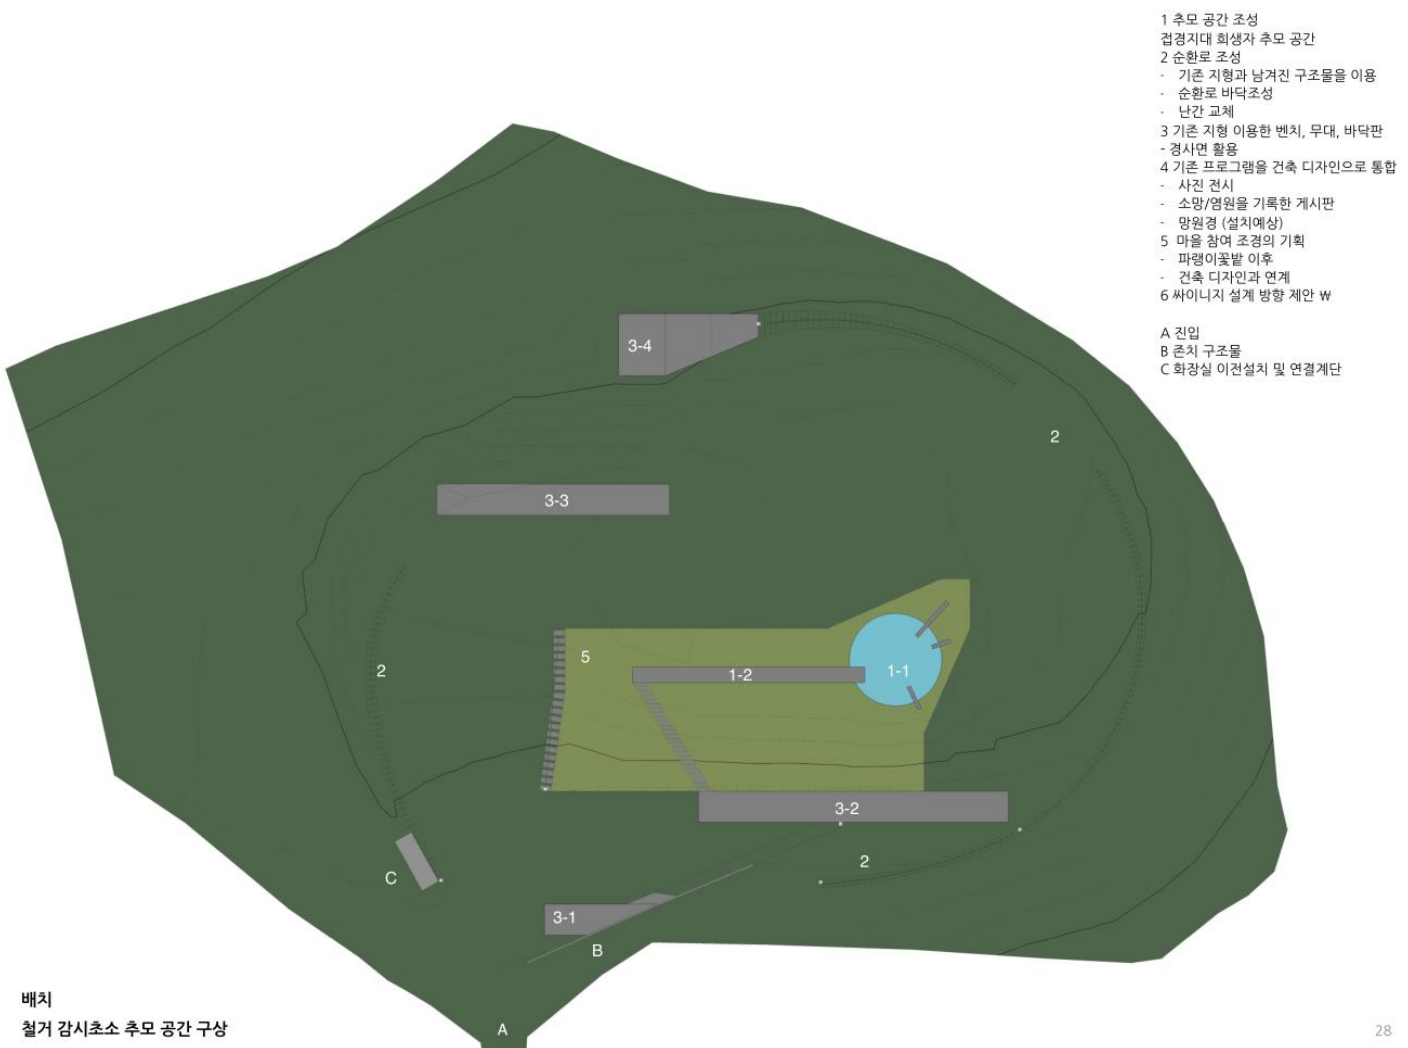 1 추모 공간 조성
접경지대 희생자 추모 공간
2 순환로 조성
- 기존 지형과 남겨진 구조물을 이용
- 순환로 바닥조성
- 난간 교체
3 기존 지형 이용한 벤치, 무대, 바닥판
- 경사면 활용
4 기존 프로그램을 건축 디자인으로 통합
- 사진 전시
- 소망/염원을 기록한 게시판
- 망원경 (설치예상)
5 마을 참여 조경의 기획
- 파랭이꽃밭 이후
- 건축 디자인과 연계
6 싸이니지 설계 방향 제안 ₩
A 진입
B 존치 구조물
C 화장실 이전설치 및 연결계단
3-4
2
3-3
5
2
1-2
1-1
3-2
2
C
3-1
B
A
배치
철거 감시초소 추모 공간 구상
28